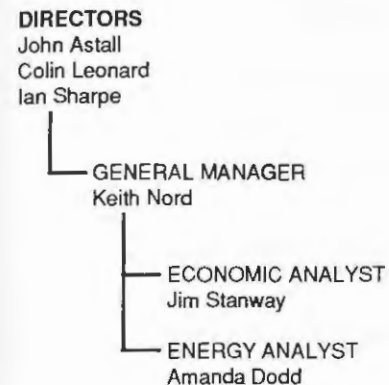 DIRECTORS
John Astall
Colin Leonard
Ian Sharpe
GENERAL MANAGER
Keith Nord
ECONOMIC ANALYST
Jim Stanway
ENERGY ANALYST
Amanda Dodd